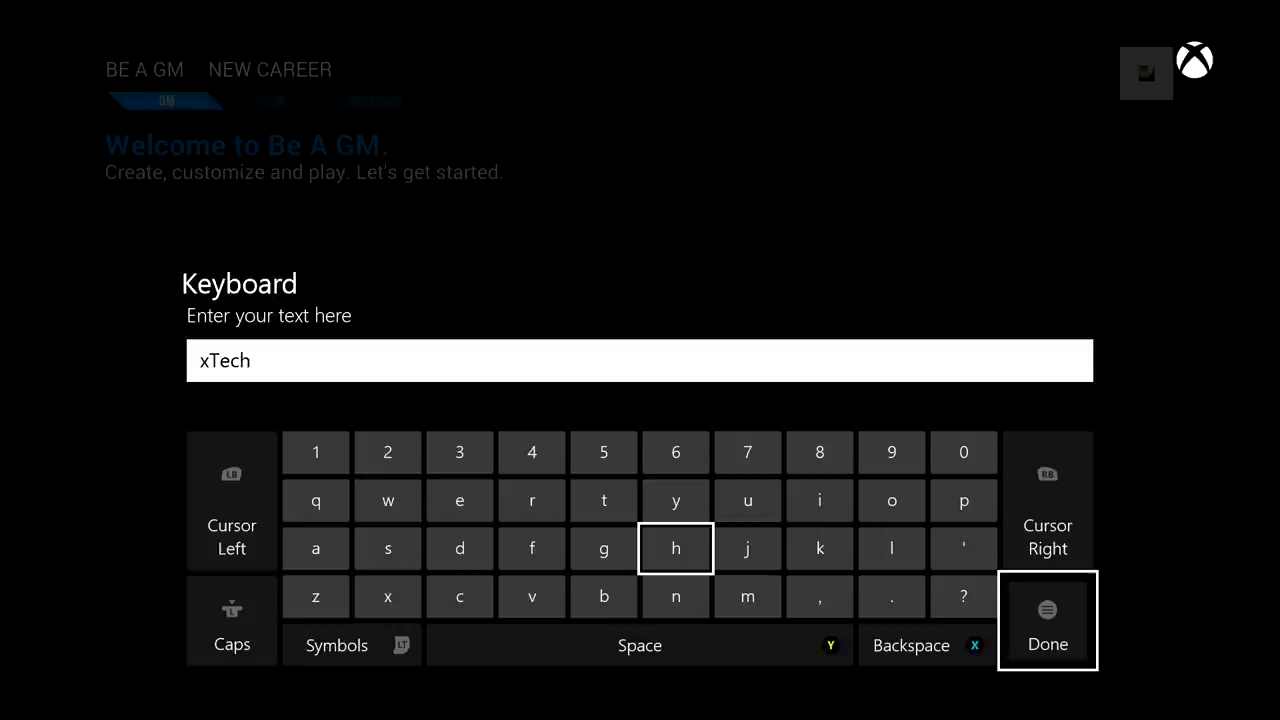 BE A GM NEW CAREER
GM
Welcome to Be A GM.
Create, customize and play. Let's get started.
Keyboard
Enter your text here
xTech
LB
Cursor Left
1 2 3 4 5 6 7 8 9 0
q w e r t y u i o p
a s d f g h j k l '
z x c v b n m , . ?
RB
Cursor Right
L
Caps
Symbols LT
Space Y
Backspace X
Done